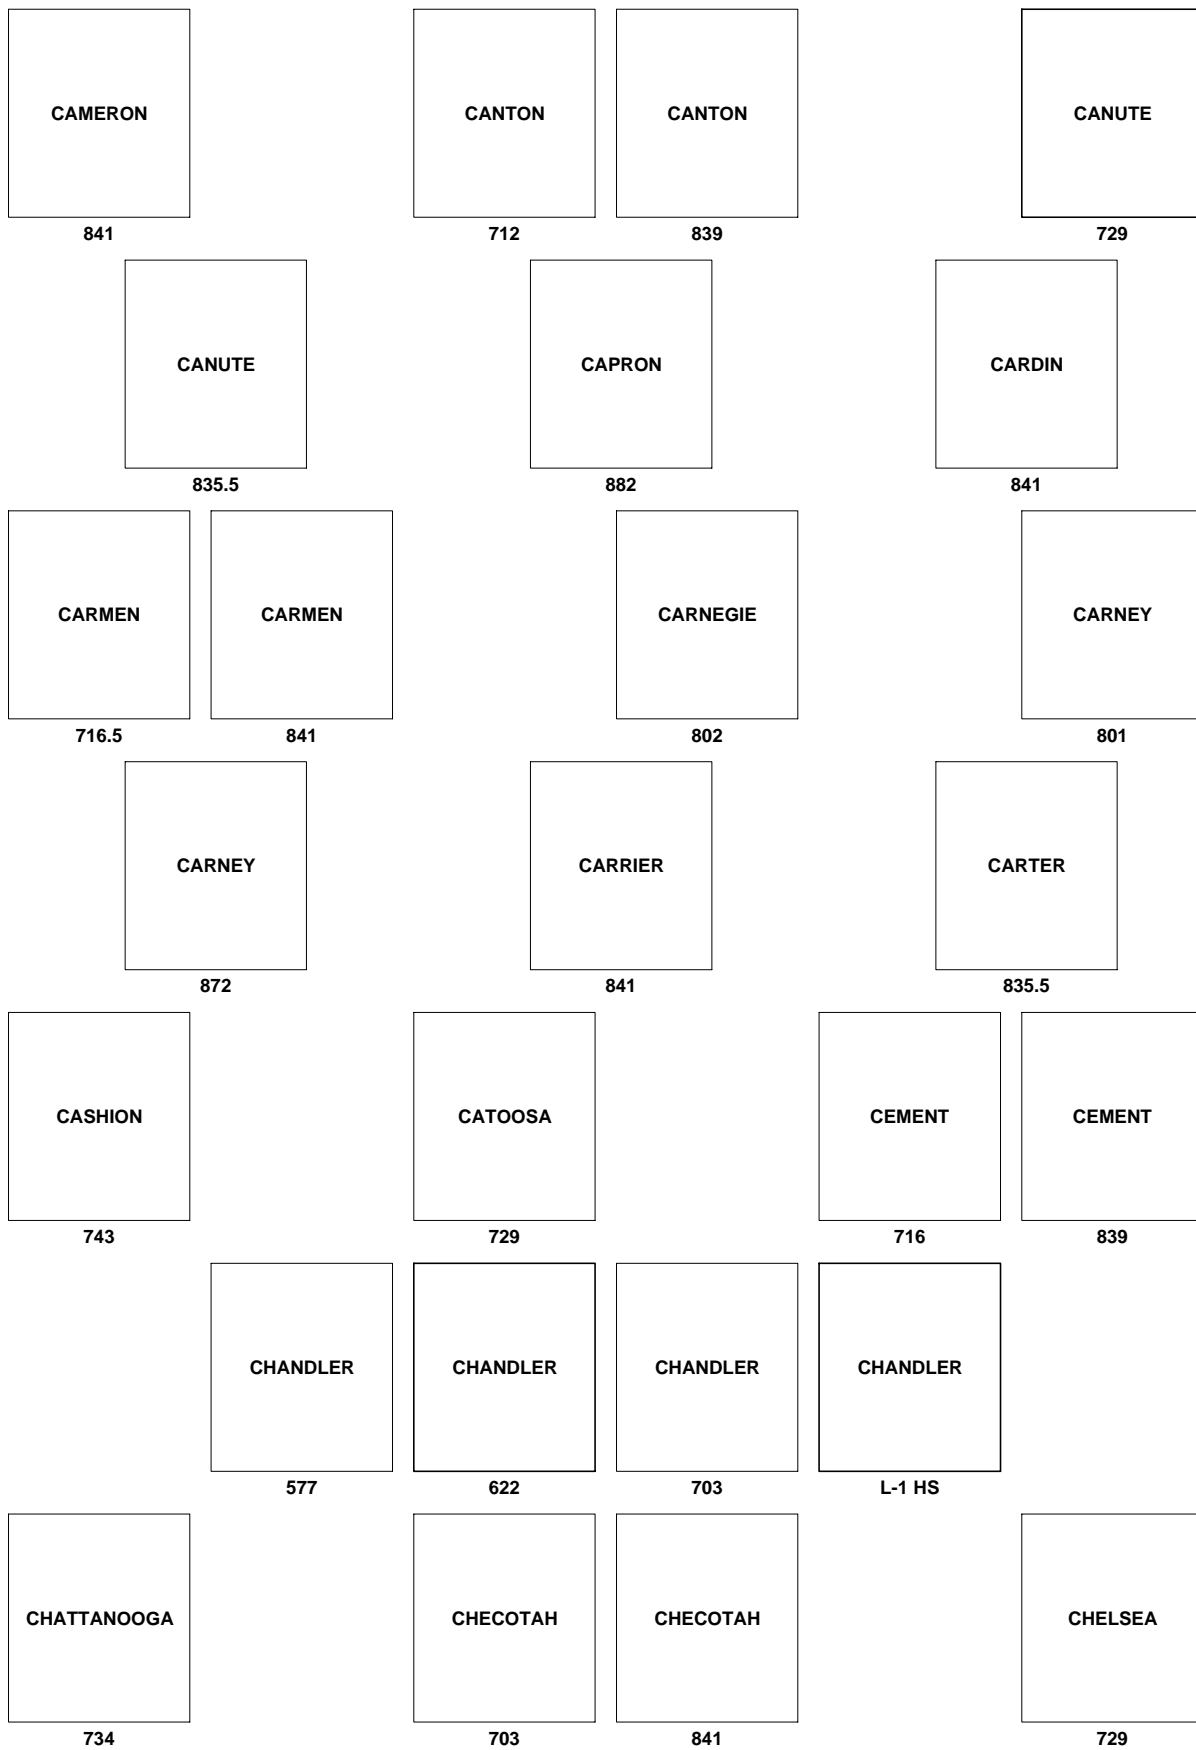 CAMERON CANTON CANTON CANUTE
841 712 839 729
CANUTE CAPRON CARDIN
835.5 882 841
CARMEN CARMEN CARNEGIE CARNEY
716.5 841 802 801
CARNEY CARRIER CARTER
872 841 835.5
CASHION CATOOSA CEMENT CEMENT
743 729 716 839
CHANDLER CHANDLER CHANDLER CHANDLER
577 622 703 L-1 HS
CHATTANOOGA CHECOTAH CHECOTAH CHELSEA
734 703 841 729